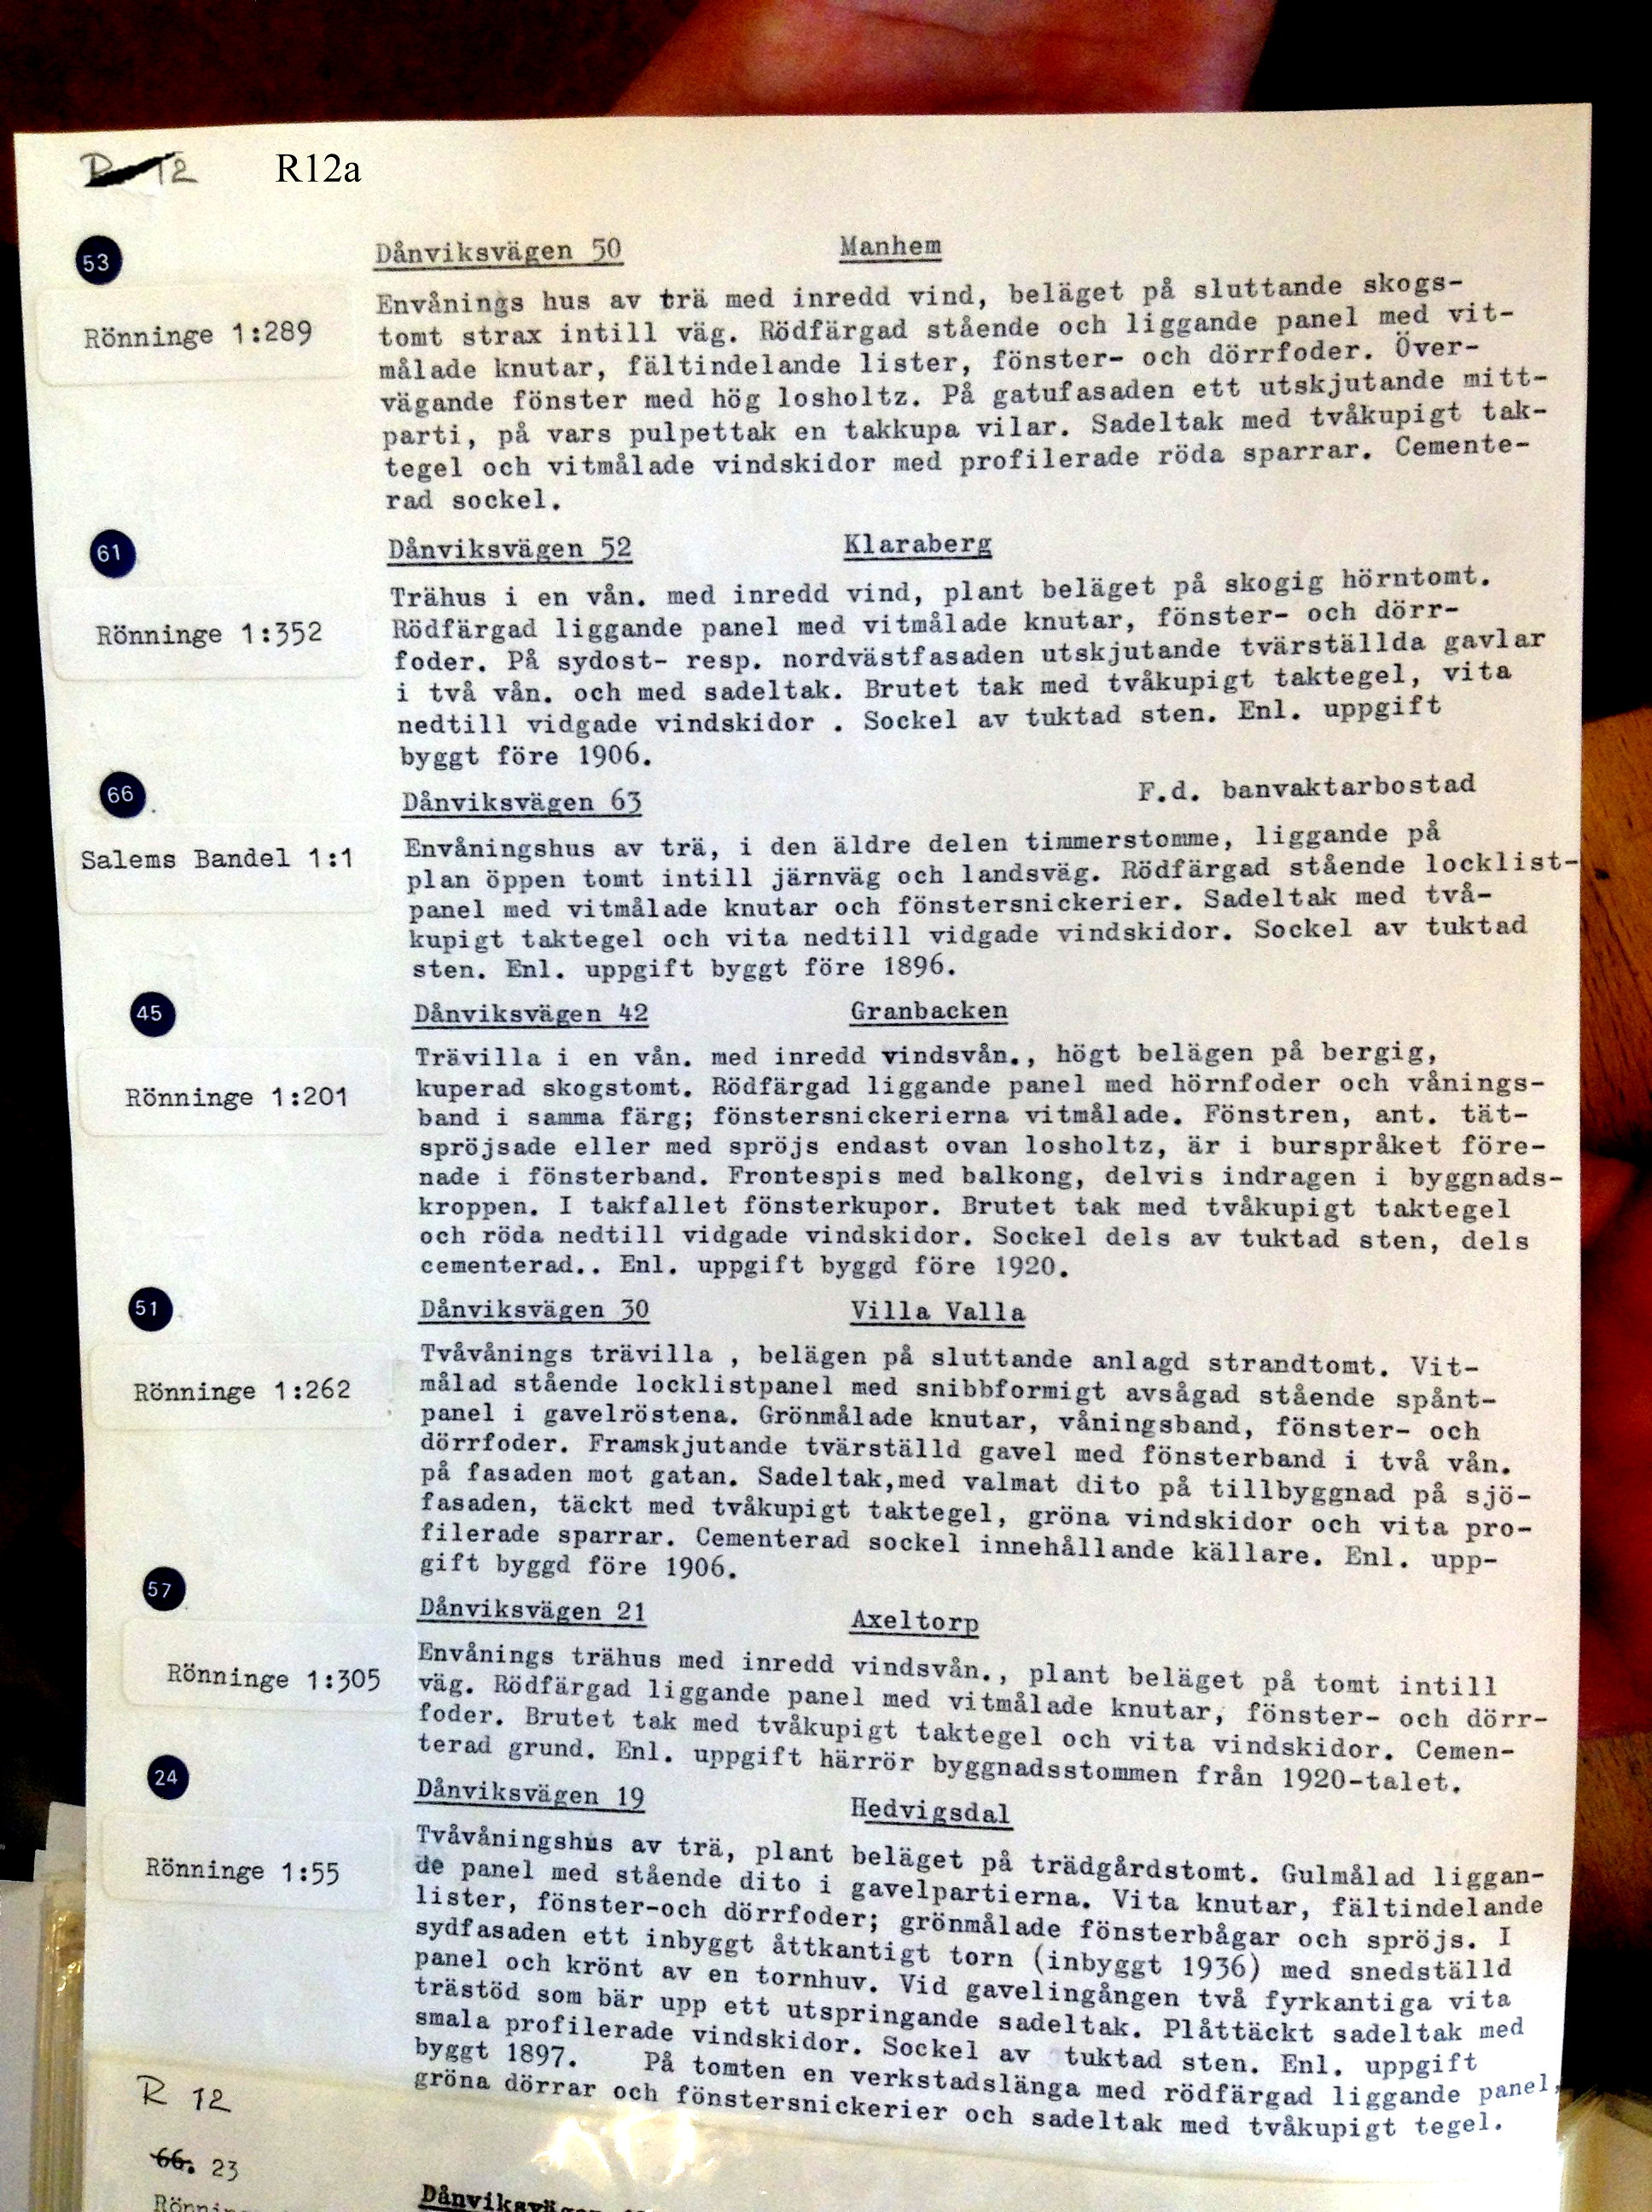 R 12 R12a
53 Dånviksvägen 50 Manhem
Rönninge 1:289
Envånings hus av trä med inredd vind, beläget på sluttande skogs-
tomt strax intill väg. Rödfärgad stående och liggande panel med vit-
målade knutar, fältindelande lister, fönster- och dörrfoder. Över-
vägande fönster med hög losholtz. På gatufasaden ett utskjutande mitt-
parti, på vars pulpettak en takkupa vilar. Sadeltak med tvåkupigt tak-
tegel och vitmålade vindskidor med profilerade röda sparrar. Cemente-
rad sockel.
61 Dånviksvägen 52 Klaraberg
Rönninge 1:352
Trähus i en vån. med inredd vind, plant beläget på skogig hörntomt.
Rödfärgad liggande panel med vitmålade knutar, fönster- och dörr-
foder. På sydost- resp. nordvästfasaden utskjutande tvärställda gavlar
i två vån. och med sadeltak. Brutet tak med tvåkupigt taktegel, vita
nedtill vidgade vindskidor . Sockel av tuktad sten. Enl. uppgift
byggt före 1906.
66 Dånviksvägen 63 F.d. banvaktarbostad
Salems Bandel 1:1
Envåningshus av trä, i den äldre delen timmerstomme, liggande på
plan öppen tomt intill järnväg och landsväg. Rödfärgad stående locklist-
panel med vitmålade knutar och fönstersnickerier. Sadeltak med två-
kupigt taktegel och vita nedtill vidgade vindskidor. Sockel av tuktad
sten. Enl. uppgift byggt före 1896.
45 Dånviksvägen 42 Granbacken
Rönninge 1:201
Trävilla i en vån. med inredd vindsvån., högt belägen på bergig,
kuperad skogstomt. Rödfärgad liggande panel med hörnfoder och vånings-
band i samma färg; fönstersnickerierna vitmålade. Fönstren, ant. tät-
spröjsade eller med spröjs endast ovan losholtz, är i burspråket före-
nade i fönsterband. Frontespis med balkong, delvis indragen i byggnads-
kroppen. I takfallet fönsterkupor. Brutet tak med tvåkupigt taktegel
och röda nedtill vidgade vindskidor. Sockel dels av tuktad sten, dels
cementerad.. Enl. uppgift byggd före 1920.
51 Dånviksvägen 30 Villa Valla
Rönninge 1:262
Tvåvånings trävilla , belägen på sluttande anlagd strandtomt. Vit-
målad stående locklistpanel med snibbformigt avsågad stående spånt-
panel i gavelröstena. Grönmålade knutar, våningsband, fönster- och
dörrfoder. Framskjutande tvärställd gavel med fönsterband i två vån.
på fasaden mot gatan. Sadeltak,med valmat dito på tillbyggnad på sjö-
fasaden, täckt med tvåkupigt taktegel, gröna vindskidor och vita pro-
filerade sparrar. Cementerad sockel innehållande källare. Enl. upp-
gift byggd före 1906.
57 Dånviksvägen 21 Axeltorp
Rönninge 1:305
Envånings trähus med inredd vindsvån., plant beläget på tomt intill
väg. Rödfärgad liggande panel med vitmålade knutar, fönster- och dörr-
foder. Brutet tak med tvåkupigt taktegel och vita vindskidor. Cemen-
terad grund. Enl. uppgift härrör byggnadsstommen från 1920-talet.
24 Dånviksvägen 19 Hedvigsdal
Rönninge 1:55
Tvåvåningshus av trä, plant beläget på trädgårdstomt. Gulmålad liggan-
de panel med stående dito i gavelpartierna. Vita knutar, fältindelande
lister, fönster-och dörrfoder; grönmålade fönsterbågar och spröjs. I
sydfasaden ett inbyggt åttkantigt torn (inbyggt 1936) med snedställd
panel och krönt av en tornhuv. Vid gavelingången två fyrkantiga vita
trästöd som bär upp ett utspringande sadeltak. Plåttäckt sadeltak med
smala profilerade vindskidor. Sockel av tuktad sten. Enl. uppgift
byggt 1897. På tomten en verkstadslänga med rödfärgad liggande panel,
gröna dörrar och fönstersnickerier och sadeltak med tvåkupigt tegel.
R 12
66. 23